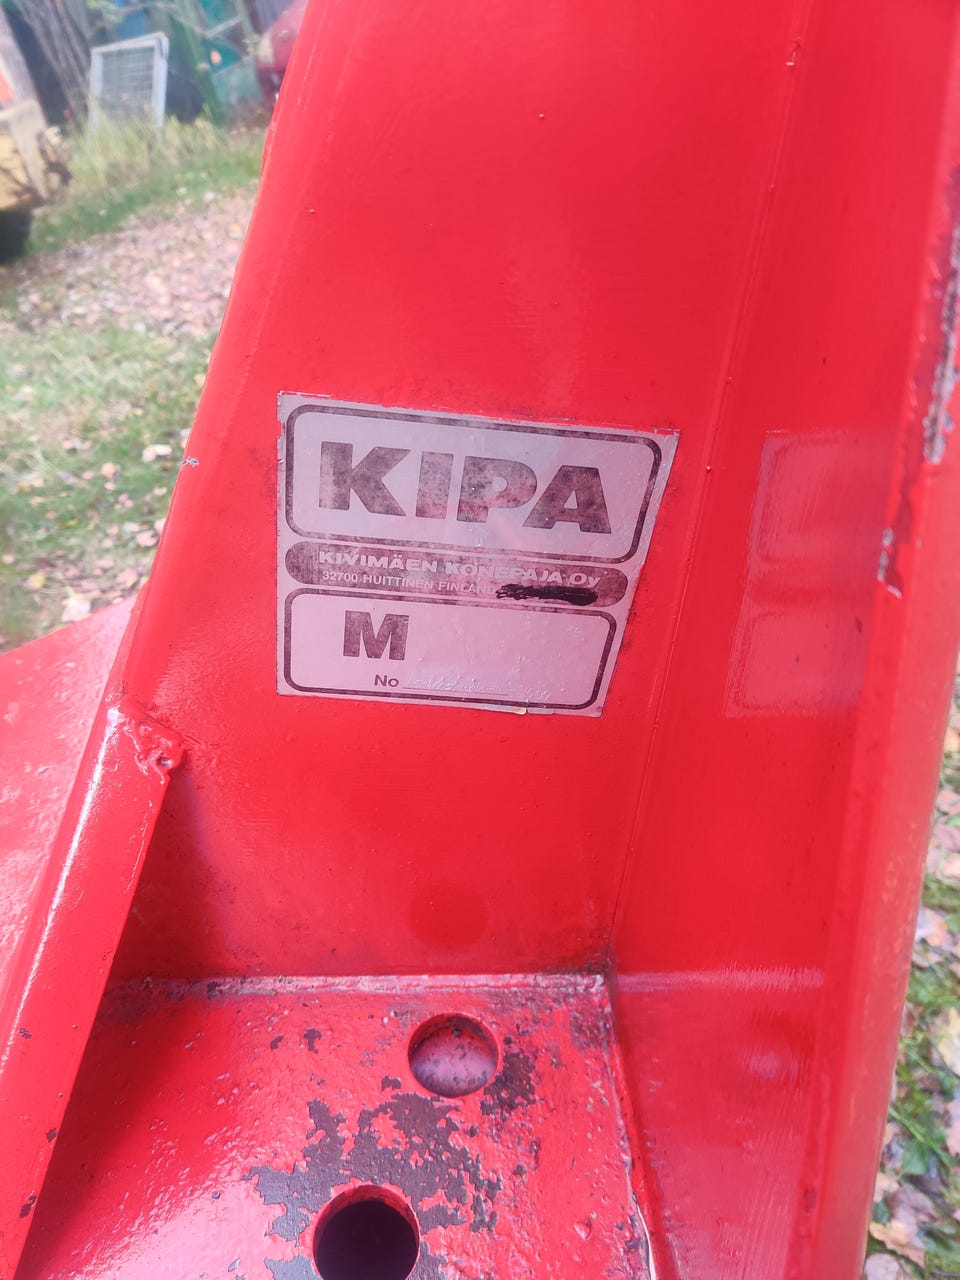 KIPA
KIVIMÄEN KONEPAJA Oy
32700 HUITTINEN FINLAND
M
No